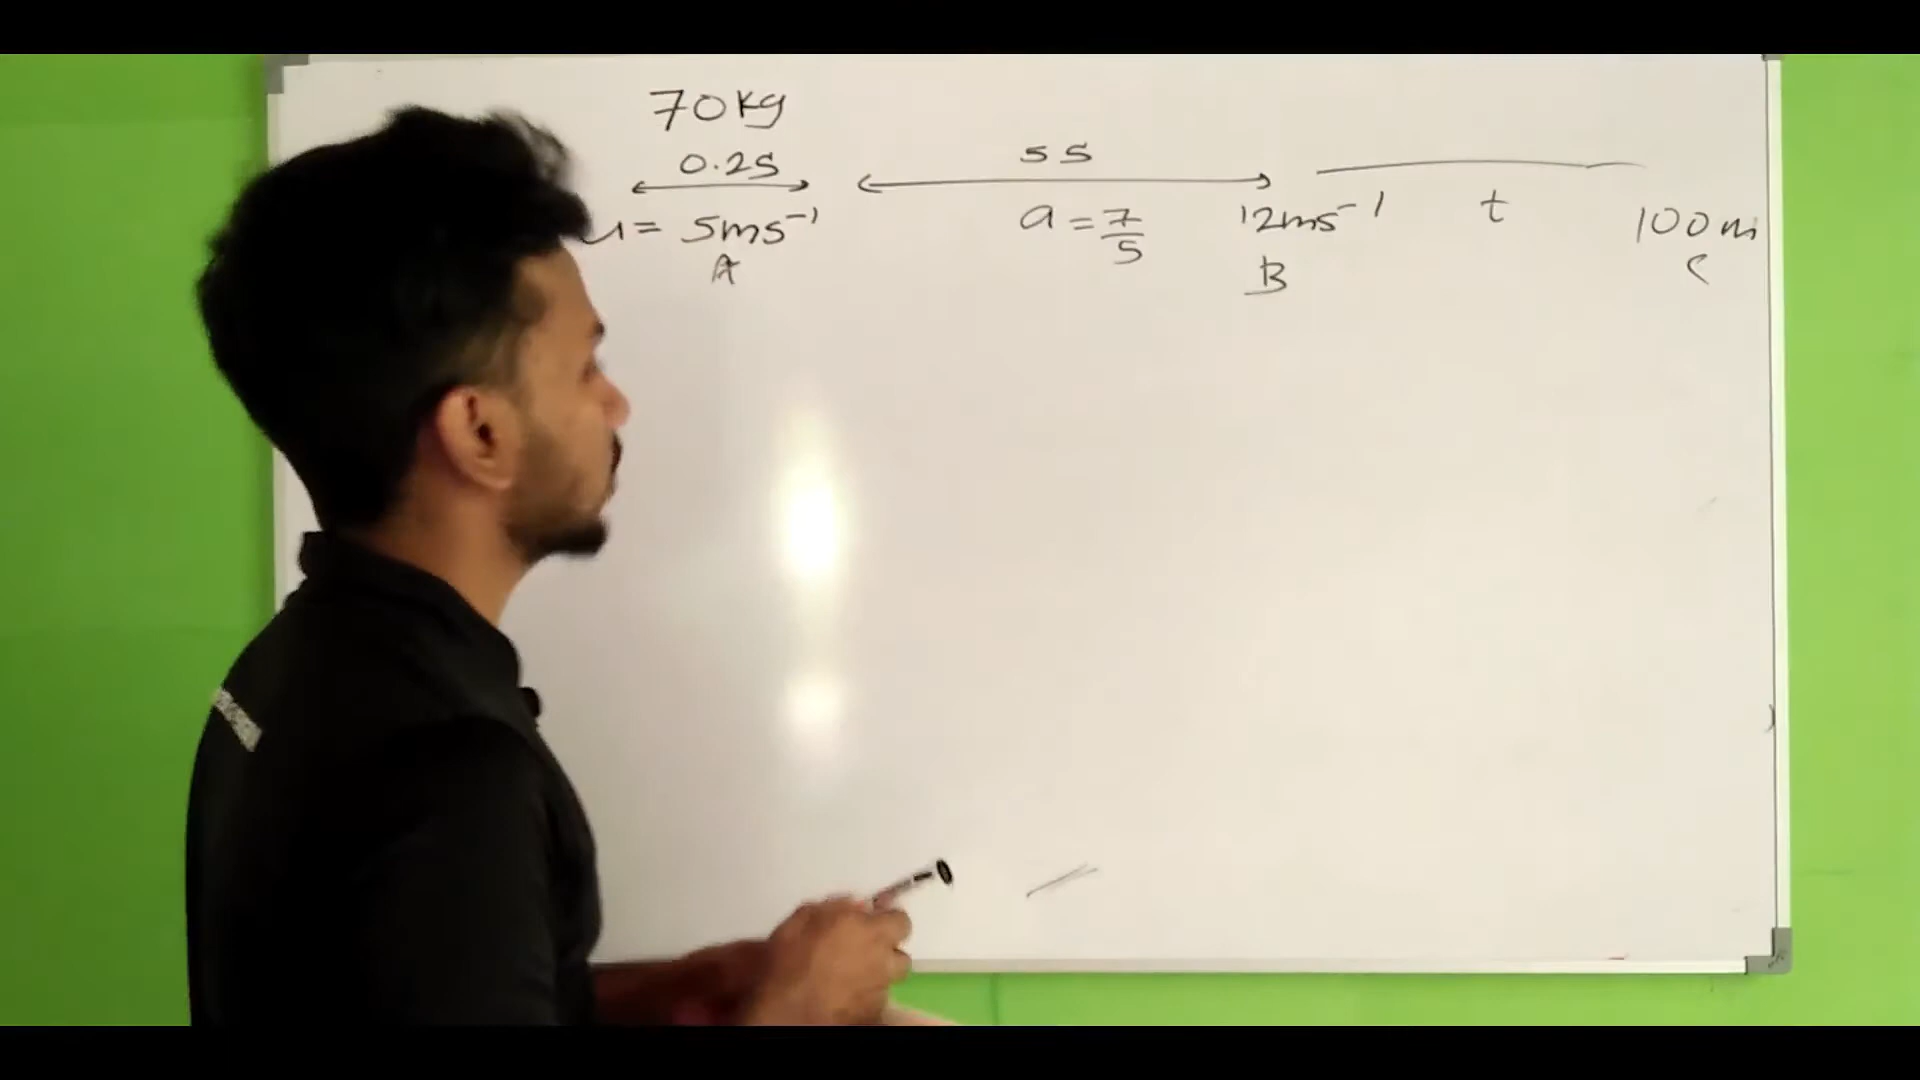 70kg
0.2s 5s
u = 5ms⁻¹ a = 7/5 12ms⁻¹ t 100m
A B C